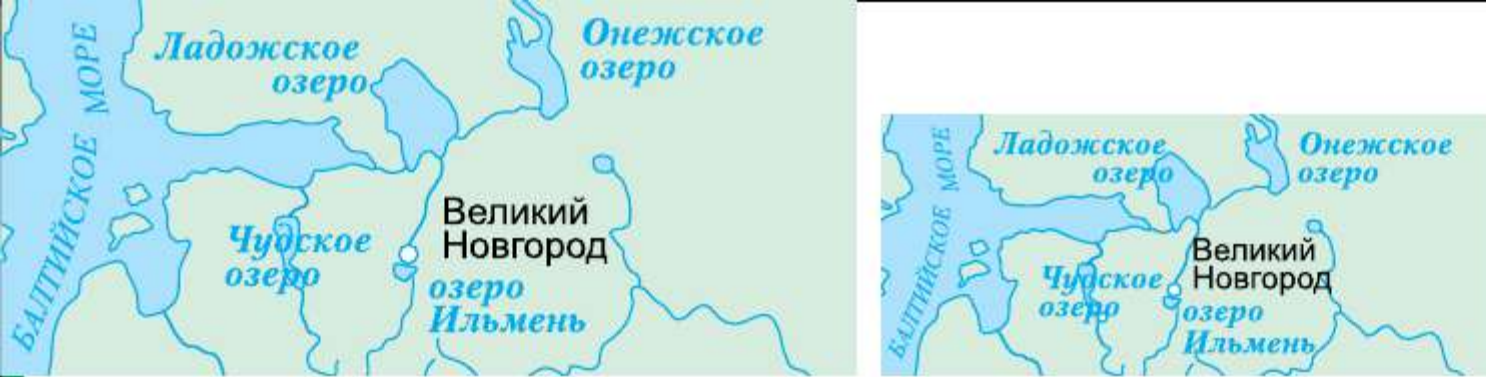 БАЛТИЙСКОЕ МОРЕ
Ладожское
озеро
Онежское
озеро
Великий
Новгород
Чудское
озеро
озеро
Ильмень
БАЛТИЙСКОЕ МОРЕ
Ладожское
озеро
Онежское
озеро
Великий
Новгород
Чудское
озеро
озеро
Ильмень